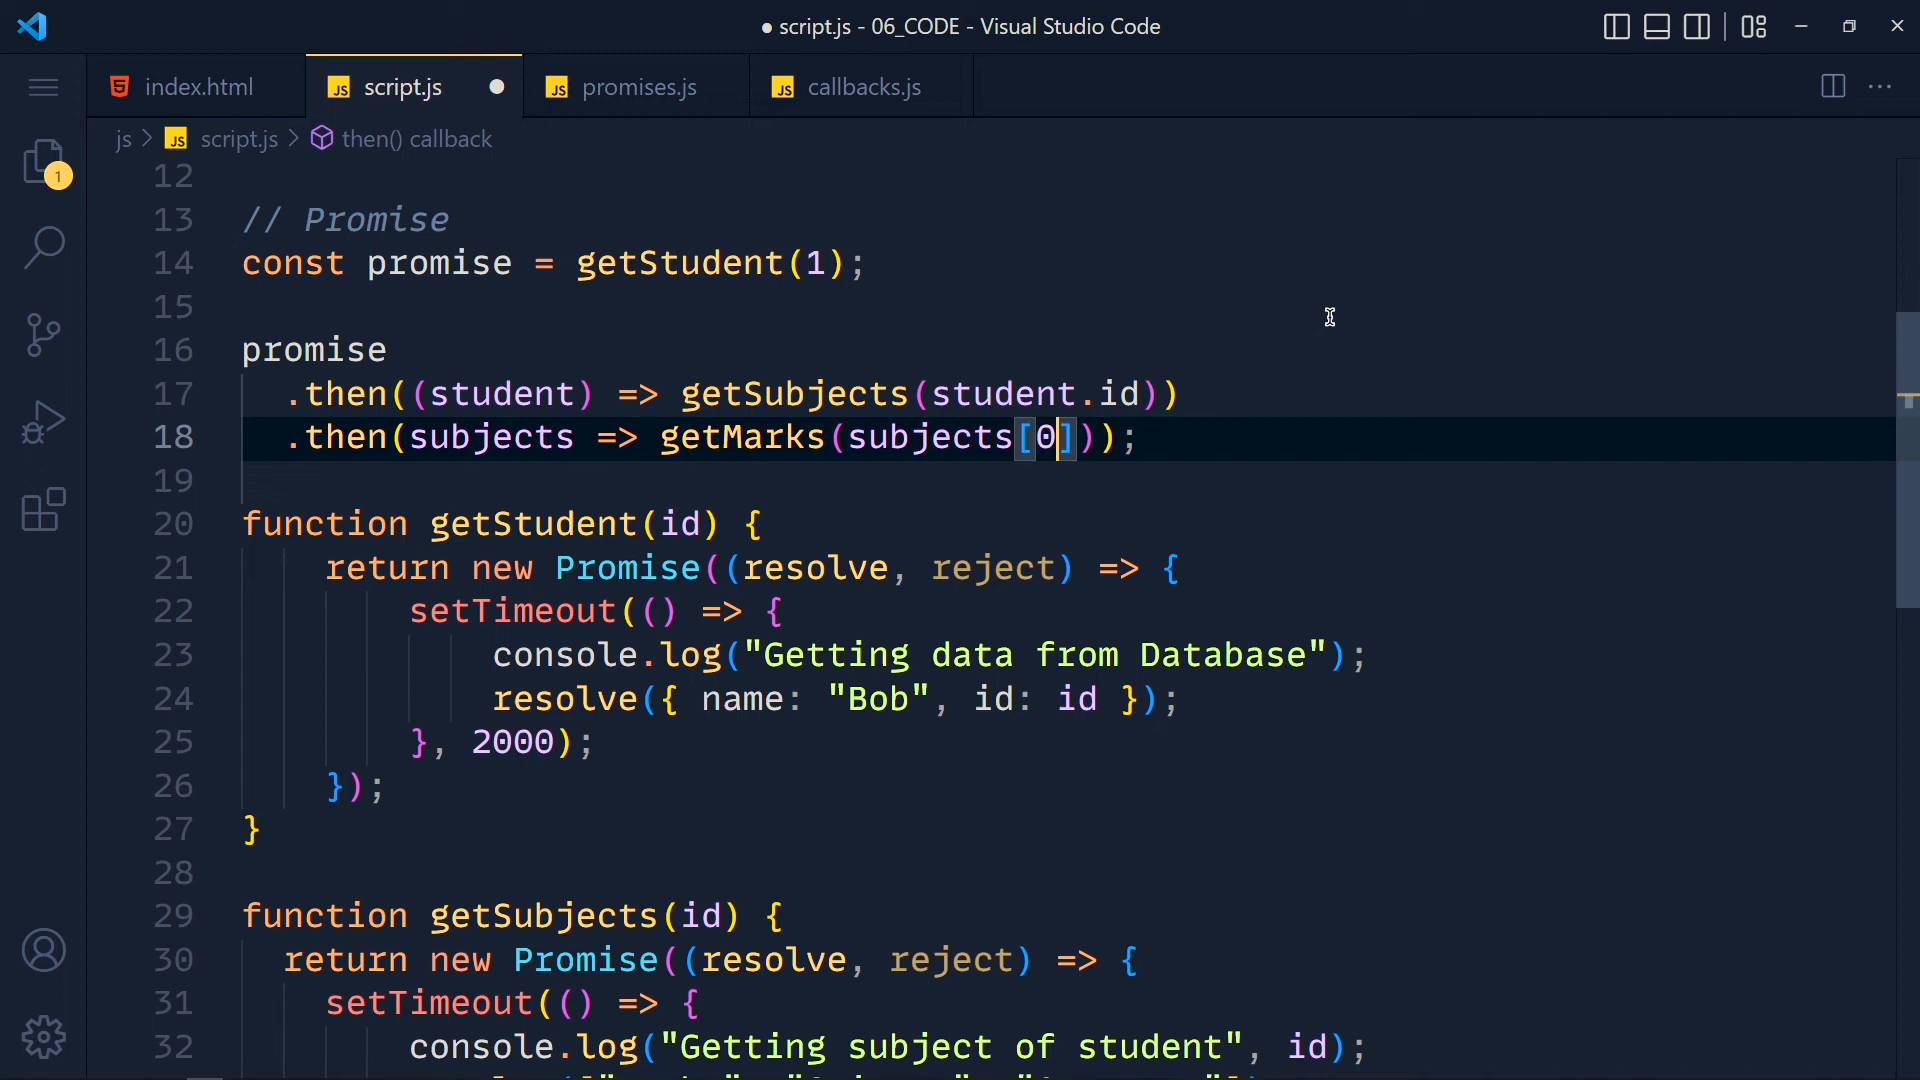 ● script.js - 06_CODE - Visual Studio Code
index.html script.js promises.js callbacks.js
js > script.js > then() callback
1
12
13 // Promise
14 const promise = getStudent(1);
15
16 promise
17 .then((student) => getSubjects(student.id))
18 .then(subjects => getMarks(subjects[0]));
19
20 function getStudent(id) {
21 return new Promise((resolve, reject) => {
22 setTimeout(() => {
23 console.log("Getting data from Database");
24 resolve({ name: "Bob", id: id });
25 }, 2000);
26 });
27 }
28
29 function getSubjects(id) {
30 return new Promise((resolve, reject) => {
31 setTimeout(() => {
32 console.log("Getting subject of student", id);